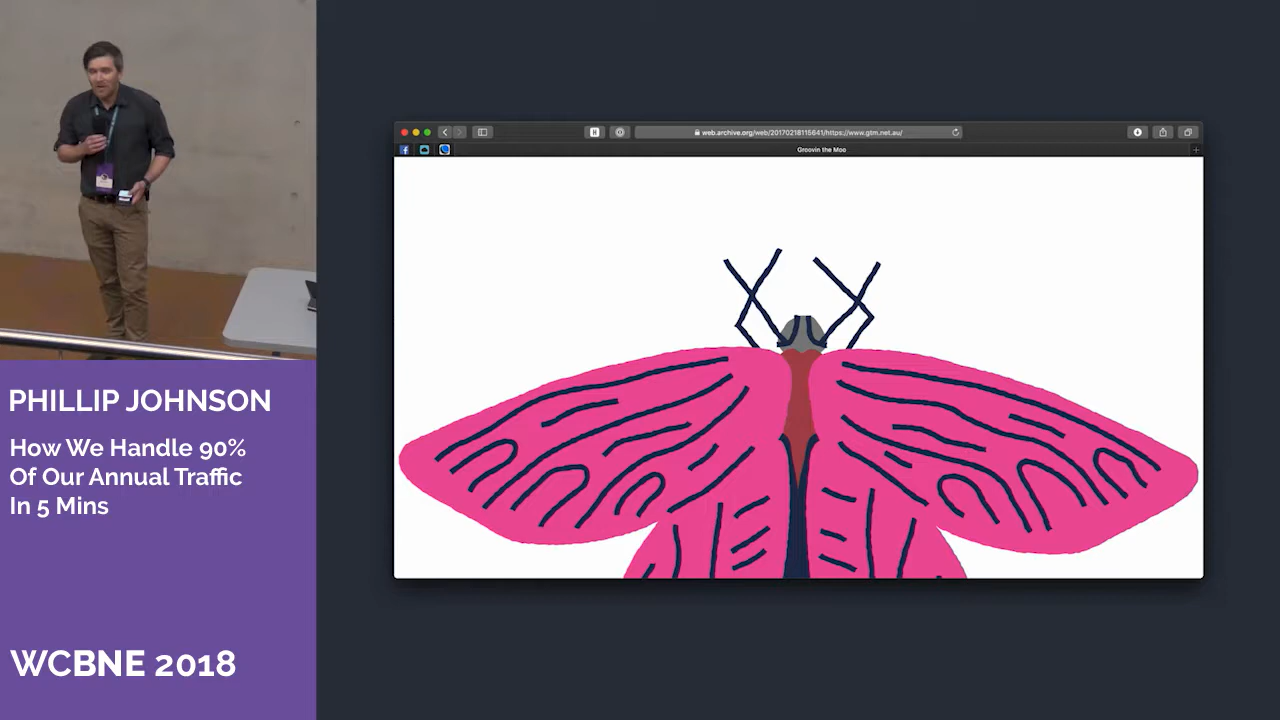 web.archive.org/web/20170218115641/https://www.gtm.net.au/
Groovin the Moo
PHILLIP JOHNSON
How We Handle 90%
Of Our Annual Traffic
In 5 Mins
WCBNE 2018